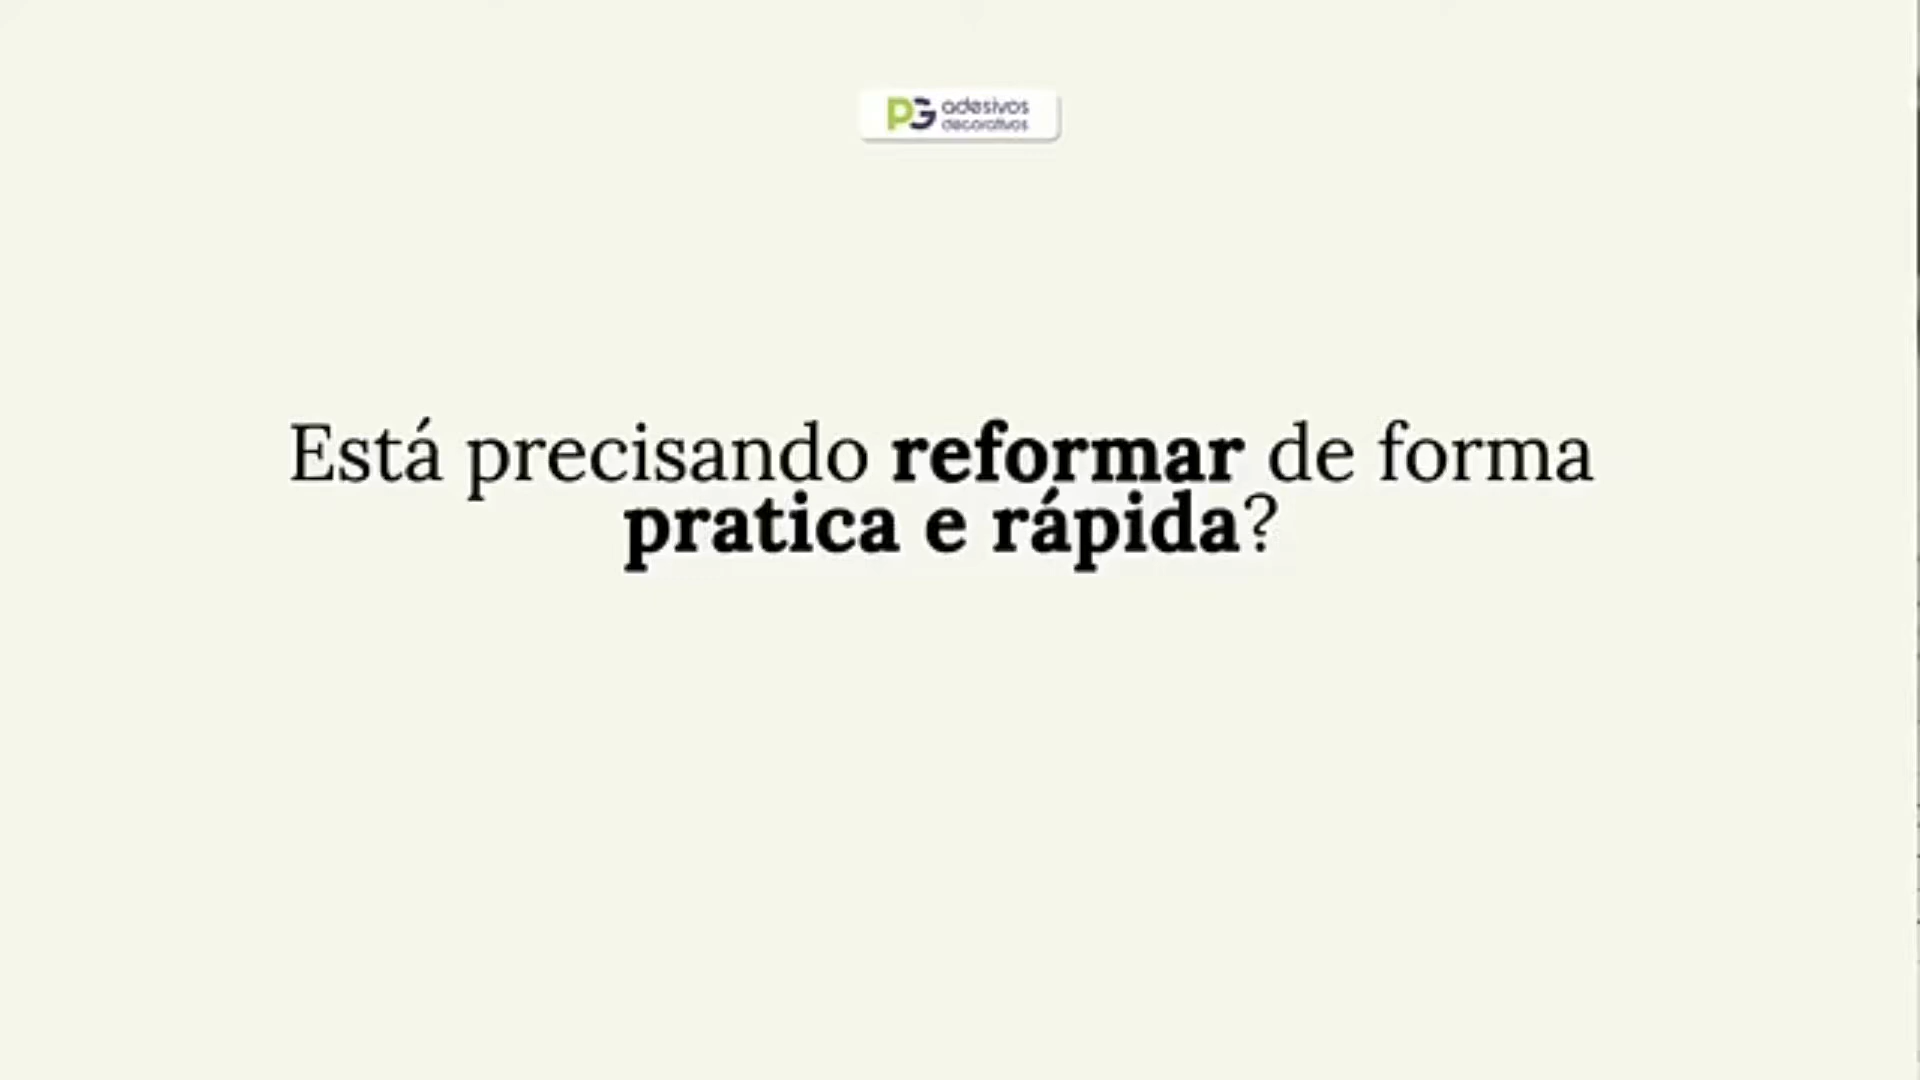 PG adesivos
decorativos
Está precisando reformar de forma
pratica e rápida?